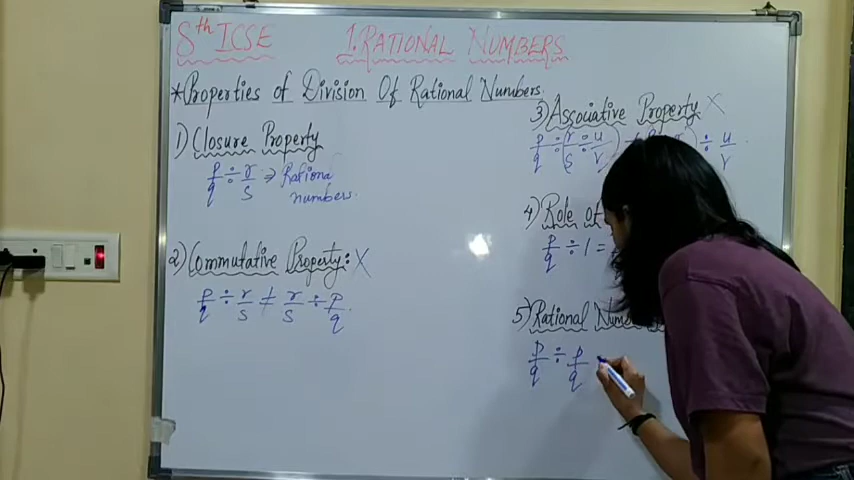 8th ICSE
1.RATIONAL NUMBERS
*Properties of Division Of Rational Numbers.
1) Closure Property
p/q ÷ r/s ⇒ Rational
numbers.
2) Commutative Property: X
p/q ÷ r/s ≠ r/s ÷ p/q.
3) Associative Property X
p/q ÷ (r/s ÷ u/v) ≠ ) ÷ u/v.
4) Role of
p/q ÷ 1 =
5) Rational
p/q ÷ p/q